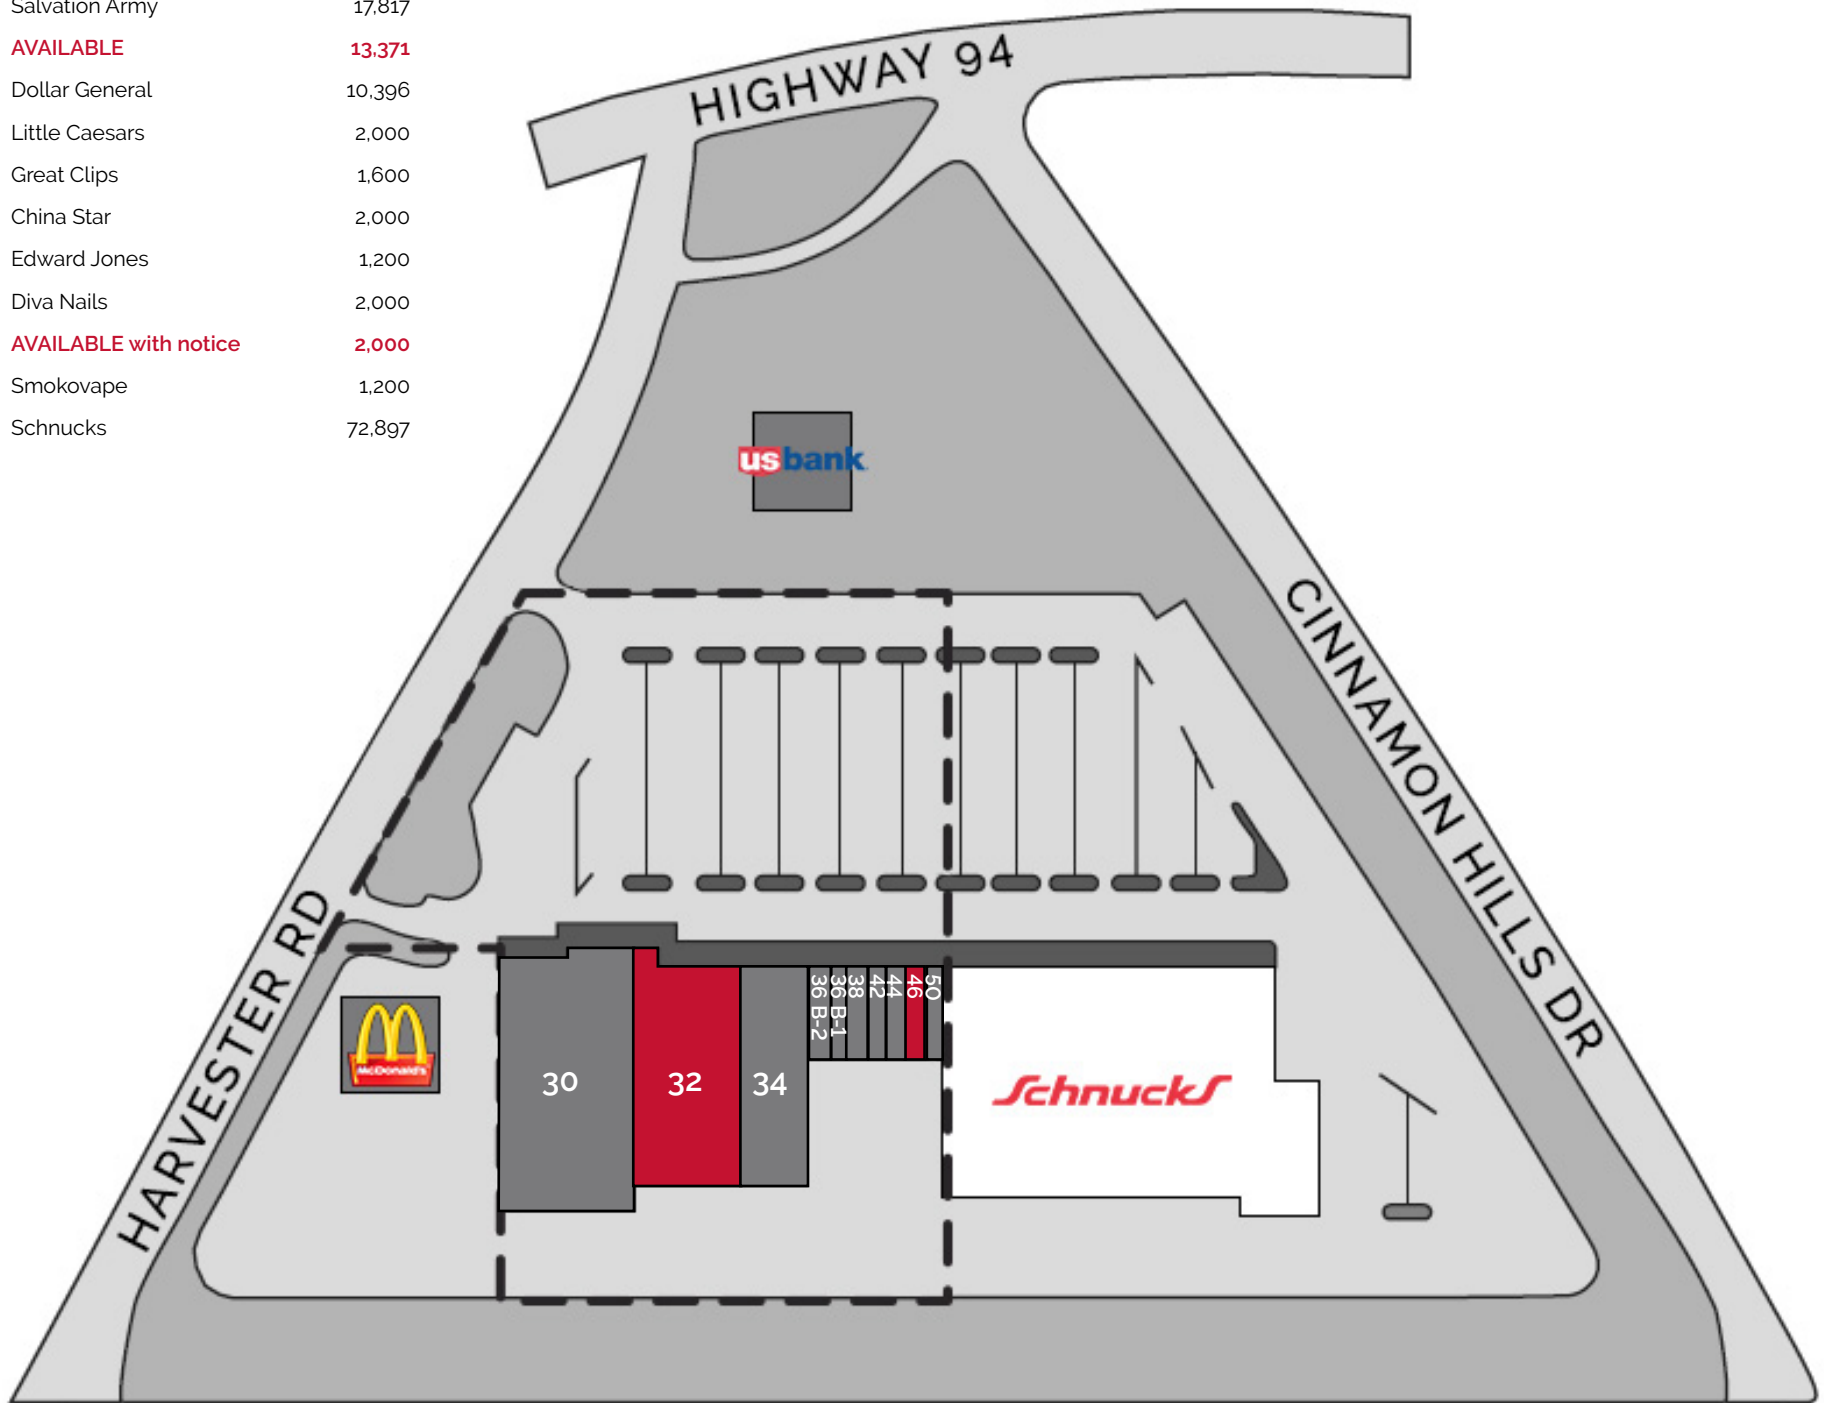 Salvation Army 17,817
AVAILABLE 13,371
Dollar General 10,396
Little Caesars 2,000
Great Clips 1,600
China Star 2,000
Edward Jones 1,200
Diva Nails 2,000
AVAILABLE with notice 2,000
Smokovape 1,200
Schnucks 72,897
HIGHWAY 94
usbank
CINNAMON HILLS DR
HARVESTER RD
McDonald's
30
32
34
36 B-2
36 B-1
38
42
44
46
50
Schnucks